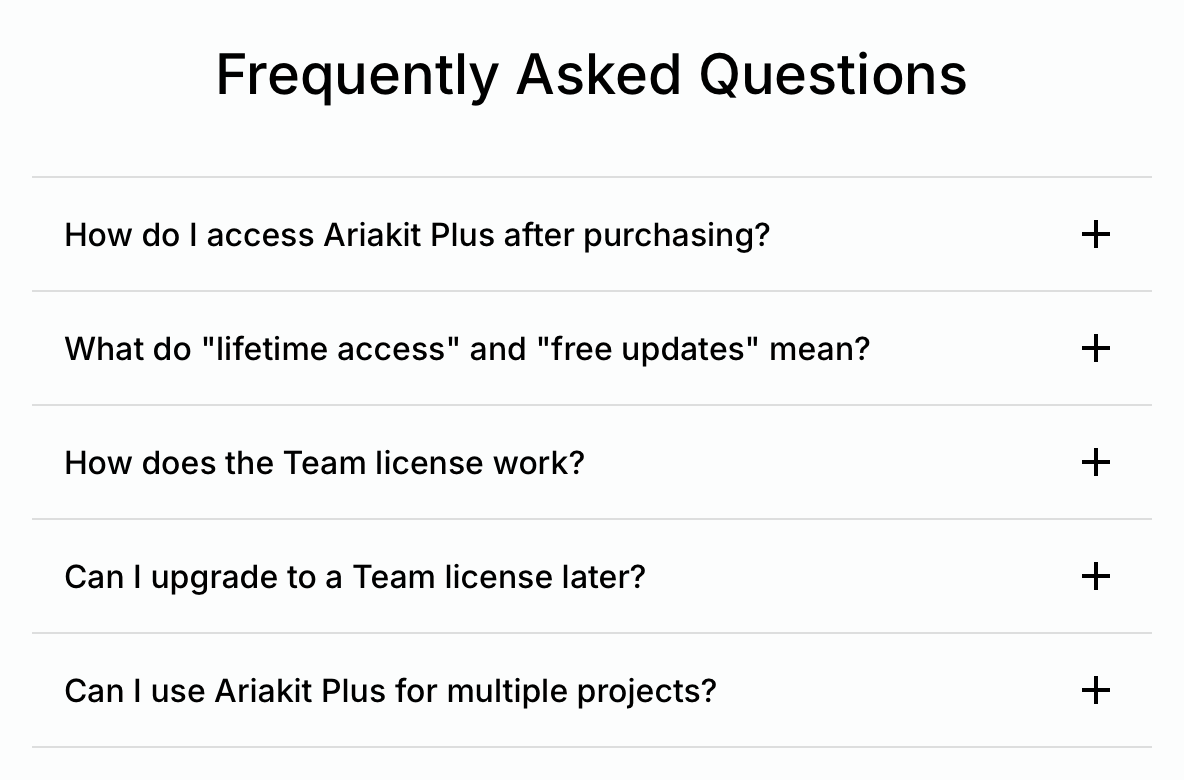 Frequently Asked Questions
How do I access Ariakit Plus after purchasing?
What do "lifetime access" and "free updates" mean?
How does the Team license work?
Can I upgrade to a Team license later?
Can I use Ariakit Plus for multiple projects?